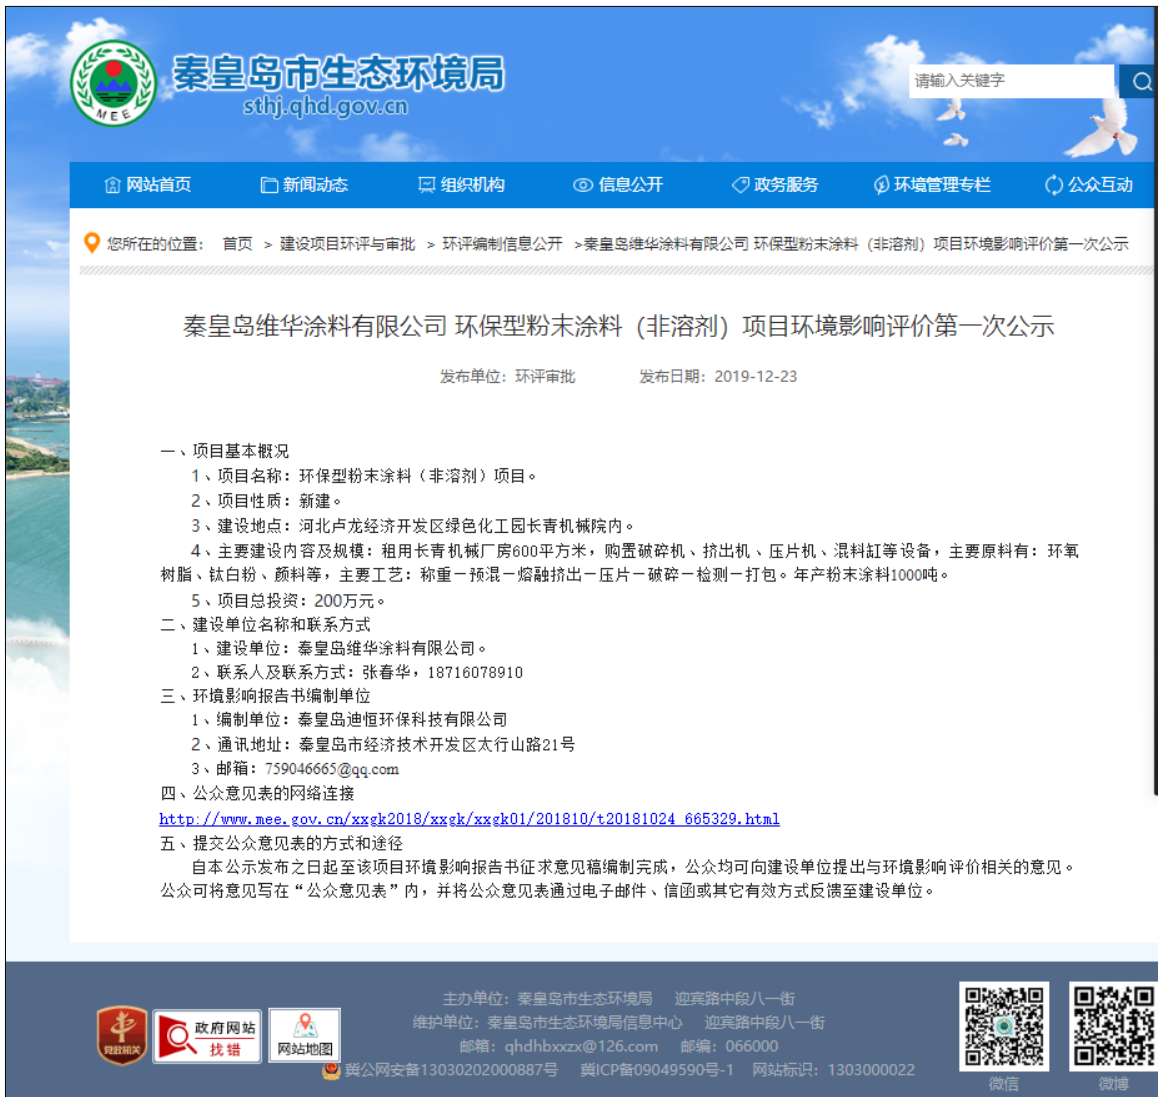 秦皇岛市生态环境局
sthj.qhd.gov.cn
MEE
请输入关键字
网站首页 新闻动态 组织机构 信息公开 政务服务 环境管理专栏 公众互动
您所在的位置： 首页 > 建设项目环评与审批 > 环评编制信息公开 >秦皇岛维华涂料有限公司 环保型粉末涂料（非溶剂）项目环境影响评价第一次公示
秦皇岛维华涂料有限公司 环保型粉末涂料（非溶剂）项目环境影响评价第一次公示
发布单位：环评审批 发布日期：2019-12-23
一、项目基本概况
1、项目名称：环保型粉末涂料（非溶剂）项目。
2、项目性质：新建。
3、建设地点：河北卢龙经济开发区绿色化工园长青机械院内。
4、主要建设内容及规模：租用长青机械厂房600平方米，购置破碎机、挤出机、压片机、混料缸等设备，主要原料有：环氧
树脂、钛白粉、颜料等，主要工艺：称重—预混—熔融挤出—压片—破碎—检测—打包。年产粉末涂料1000吨。
5、项目总投资：200万元。
二、建设单位名称和联系方式
1、建设单位：秦皇岛维华涂料有限公司。
2、联系人及联系方式：张春华，18716078910
三、环境影响报告书编制单位
1、编制单位：秦皇岛迪恒环保科技有限公司
2、通讯地址：秦皇岛市经济技术开发区太行山路21号
3、邮箱：759046665@qq.com
四、公众意见表的网络连接
http://www.mee.gov.cn/xxgk2018/xxgk/xxgk01/201810/t20181024_665329.html
五、提交公众意见表的方式和途径
自本公示发布之日起至该项目环境影响报告书征求意见稿编制完成，公众均可向建设单位提出与环境影响评价相关的意见。
公众可将意见写在“公众意见表”内，并将公众意见表通过电子邮件、信函或其它有效方式反馈至建设单位。
党政机关
政府网站
找错
网站地图
主办单位：秦皇岛市生态环境局 迎宾路中段八一街
维护单位：秦皇岛市生态环境局信息中心 迎宾路中段八一街
邮箱：qhdhbxxzx@126.com 邮编：066000
冀公网安备13030202000887号 冀ICP备09049590号-1 网站标识：1303000022
微信
微博